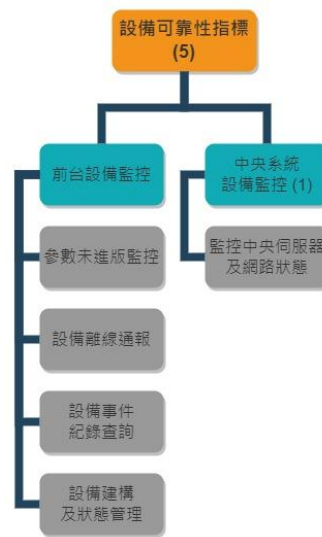 設備可靠性指標
(5)
前台設備監控
中央系統
設備監控 (1)
參數未進版監控
監控中央伺服器
及網路狀態
設備離線通報
設備事件
紀錄查詢
設備建構
及狀態管理